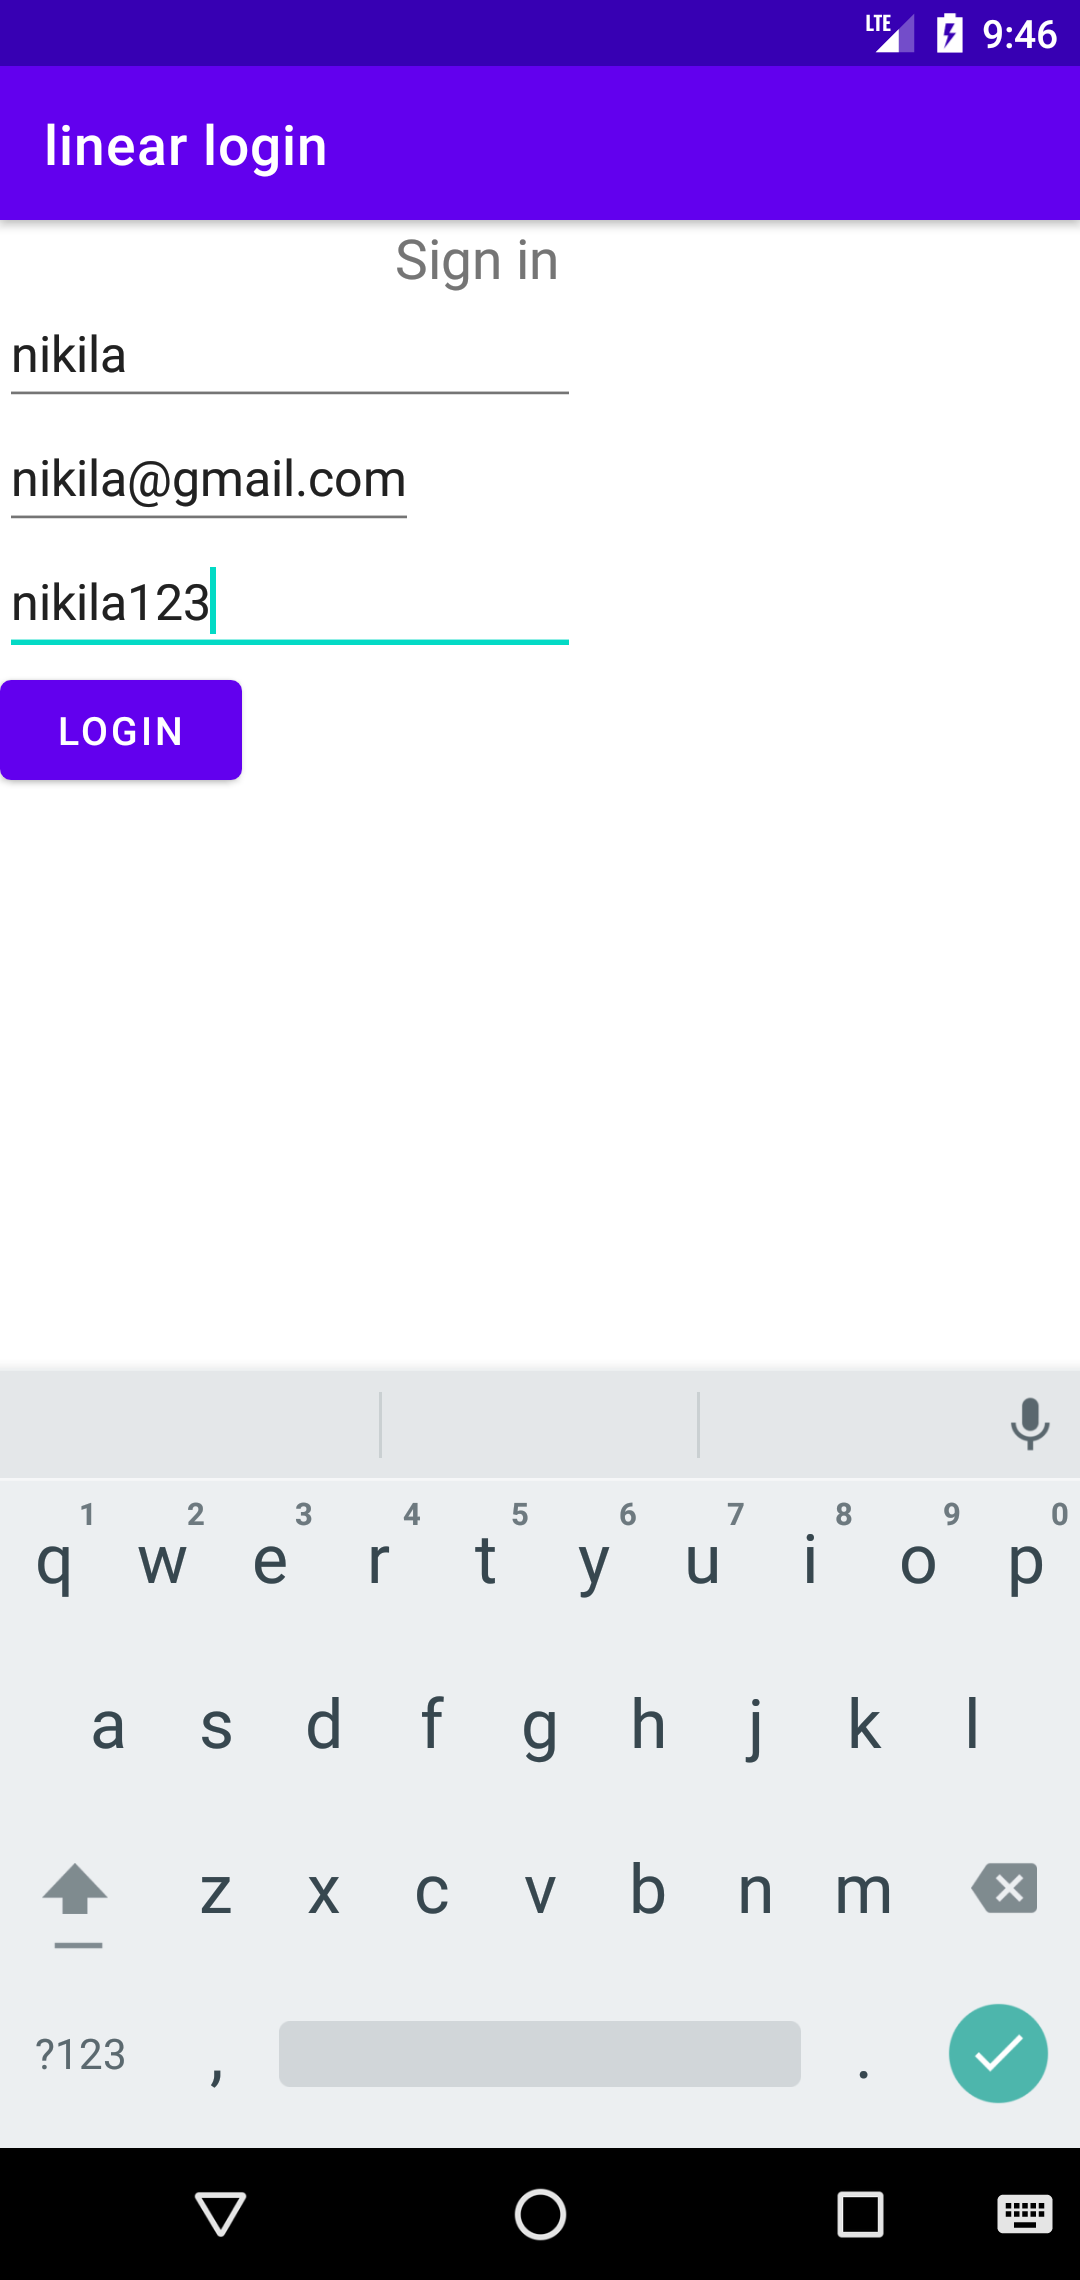 LTE 9:46
linear login
Sign in
nikila
nikila@gmail.com
nikila123
LOGIN
1 2 3 4 5 6 7 8 9 0
q w e r t y u i o p
a s d f g h j k l
z x c v b n m
?123 , .